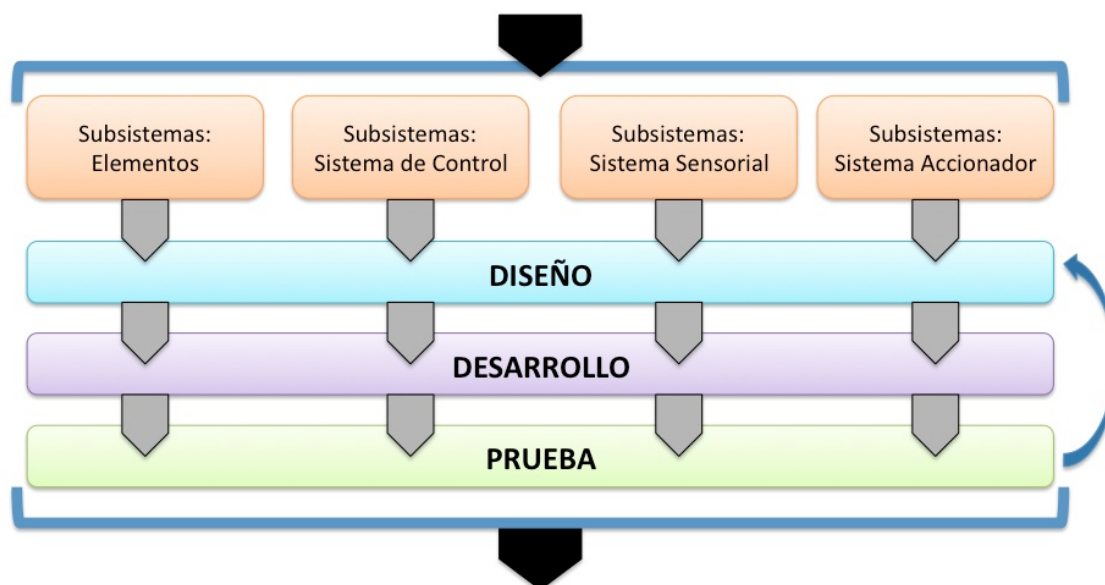 Subsistemas:
Elementos
Subsistemas:
Sistema de Control
Subsistemas:
Sistema Sensorial
Subsistemas:
Sistema Accionador
DISEÑO
DESARROLLO
PRUEBA